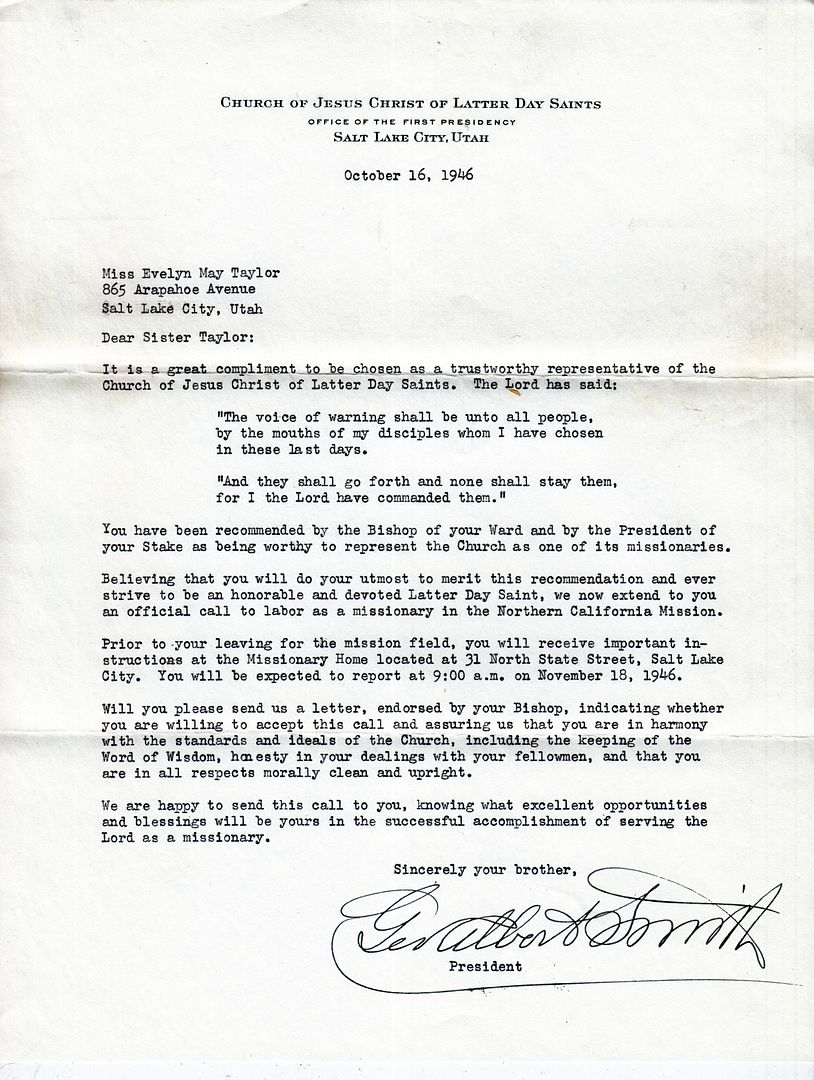 CHURCH OF JESUS CHRIST OF LATTER DAY SAINTS
OFFICE OF THE FIRST PRESIDENCY
SALT LAKE CITY, UTAH
October 16, 1946
Miss Evelyn May Taylor
865 Arapahoe Avenue
Salt Lake City, Utah
Dear Sister Taylor:
It is a great compliment to be chosen as a trustworthy representative of the
Church of Jesus Christ of Latter Day Saints. The Lord has said:
"The voice of warning shall be unto all people,
by the mouths of my disciples whom I have chosen
in these last days.
"And they shall go forth and none shall stay them,
for I the Lord have commanded them."
You have been recommended by the Bishop of your Ward and by the President of
your Stake as being worthy to represent the Church as one of its missionaries.
Believing that you will do your utmost to merit this recommendation and ever
strive to be an honorable and devoted Latter Day Saint, we now extend to you
an official call to labor as a missionary in the Northern California Mission.
Prior to your leaving for the mission field, you will receive important in-
structions at the Missionary Home located at 31 North State Street, Salt Lake
City. You will be expected to report at 9:00 a.m. on November 18, 1946.
Will you please send us a letter, endorsed by your Bishop, indicating whether
you are willing to accept this call and assuring us that you are in harmony
with the standards and ideals of the Church, including the keeping of the
Word of Wisdom, honesty in your dealings with your fellowmen, and that you
are in all respects morally clean and upright.
We are happy to send this call to you, knowing what excellent opportunities
and blessings will be yours in the successful accomplishment of serving the
Lord as a missionary.
Sincerely your brother,
Geo Albert Smith
President